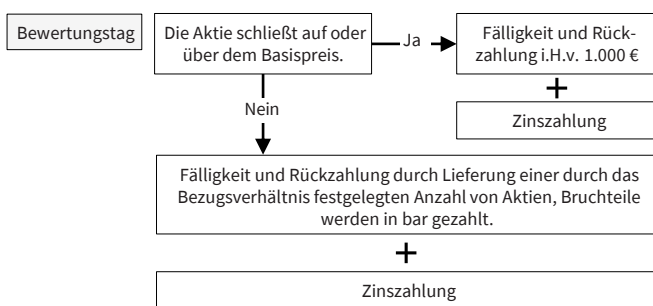 Bewertungstag
Die Aktie schließt auf oder
über dem Basispreis.
Ja
Fälligkeit und Rück-
zahlung i.H.v. 1.000 €
+
Zinszahlung
Nein
Fälligkeit und Rückzahlung durch Lieferung einer durch das
Bezugsverhältnis festgelegten Anzahl von Aktien, Bruchteile
werden in bar gezahlt.
+
Zinszahlung